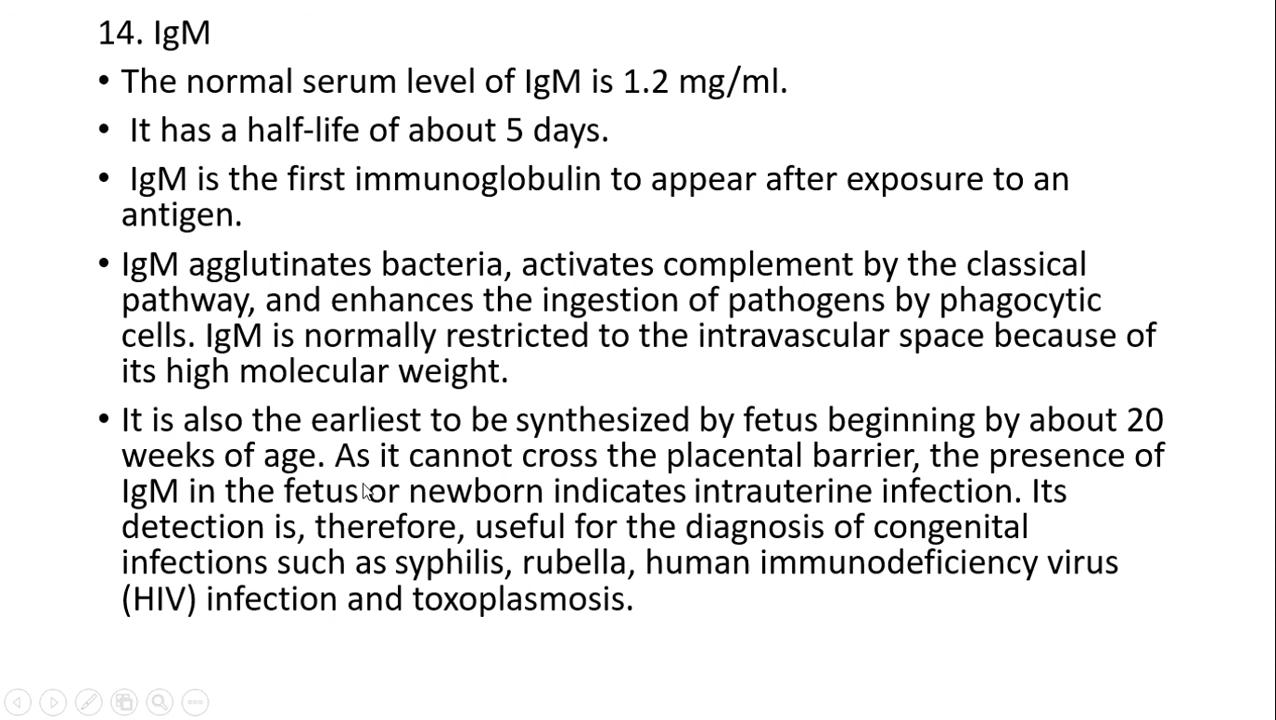 14. IgM
• The normal serum level of IgM is 1.2 mg/ml.
• It has a half-life of about 5 days.
• IgM is the first immunoglobulin to appear after exposure to an
antigen.
• IgM agglutinates bacteria, activates complement by the classical
pathway, and enhances the ingestion of pathogens by phagocytic
cells. IgM is normally restricted to the intravascular space because of
its high molecular weight.
• It is also the earliest to be synthesized by fetus beginning by about 20
weeks of age. As it cannot cross the placental barrier, the presence of
IgM in the fetus or newborn indicates intrauterine infection. Its
detection is, therefore, useful for the diagnosis of congenital
infections such as syphilis, rubella, human immunodeficiency virus
(HIV) infection and toxoplasmosis.